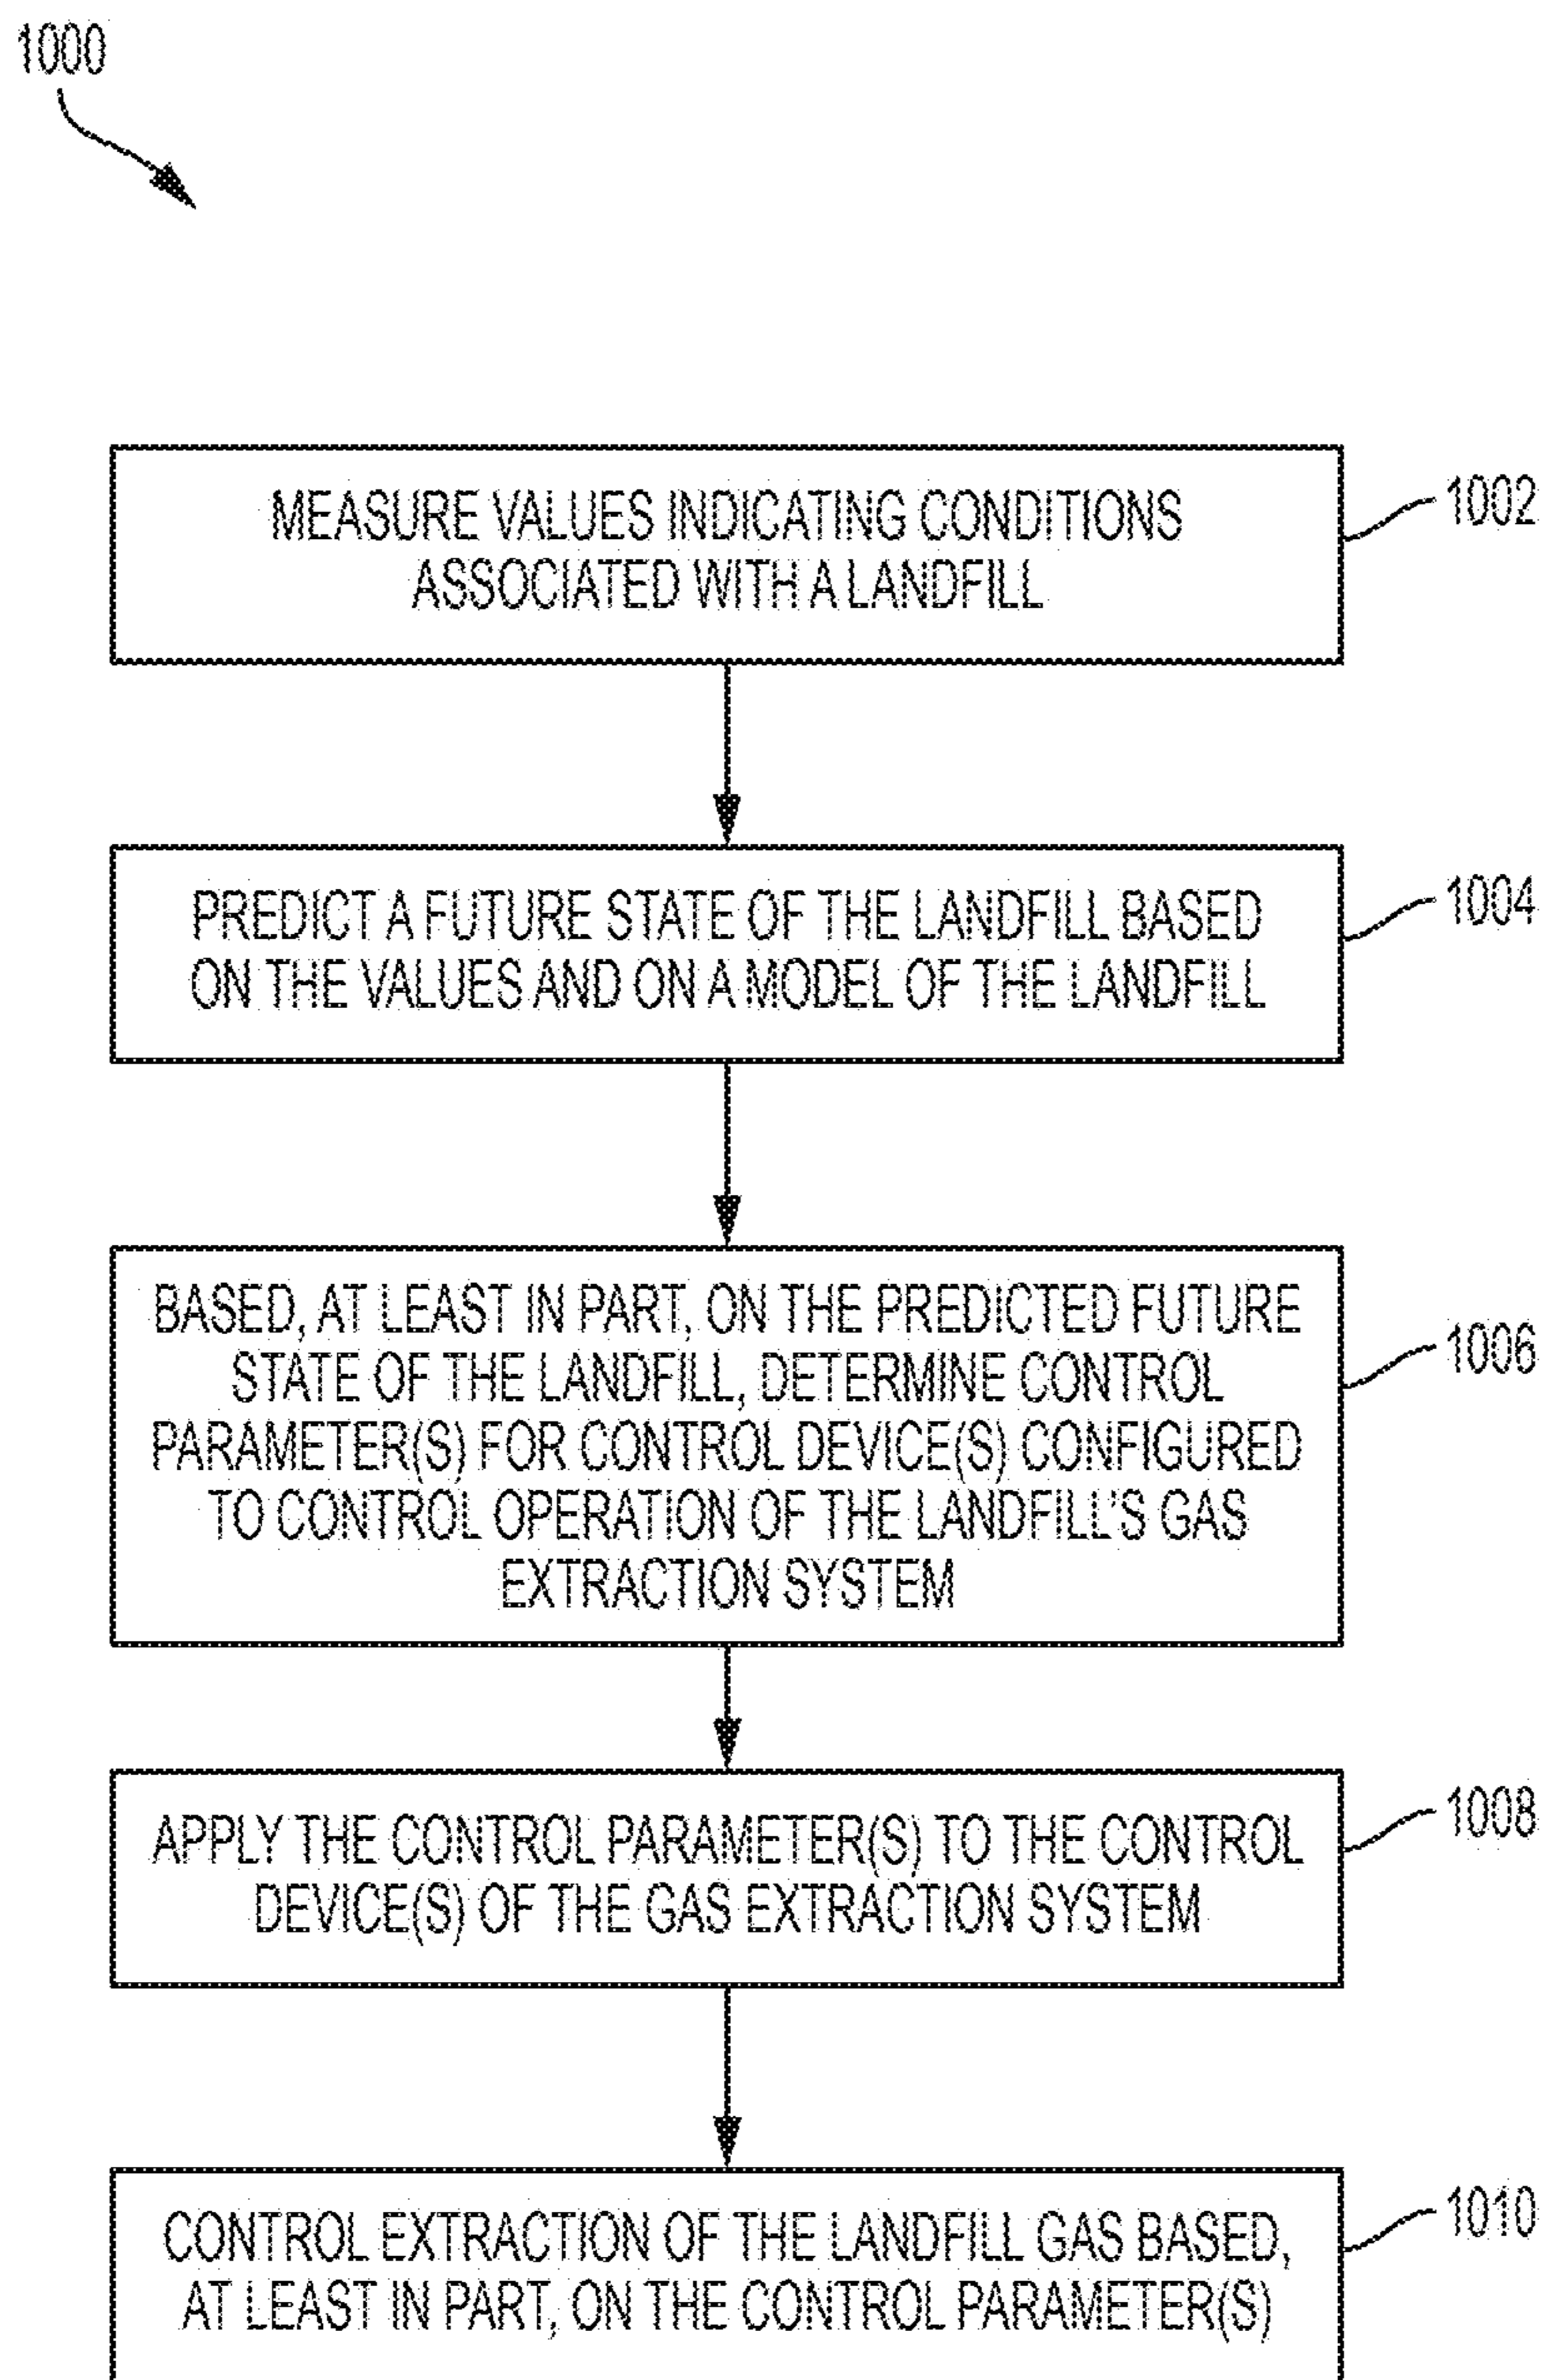 1000
MEASURE VALUES INDICATING CONDITIONS
ASSOCIATED WITH A LANDFILL
1002
PREDICT A FUTURE STATE OF THE LANDFILL BASED
ON THE VALUES AND ON A MODEL OF THE LANDFILL
1004
BASED, AT LEAST IN PART, ON THE PREDICTED FUTURE
STATE OF THE LANDFILL, DETERMINE CONTROL
PARAMETER(S) FOR CONTROL DEVICE(S) CONFIGURED
TO CONTROL OPERATION OF THE LANDFILL'S GAS
EXTRACTION SYSTEM
1006
APPLY THE CONTROL PARAMETER(S) TO THE CONTROL
DEVICE(S) OF THE GAS EXTRACTION SYSTEM
1008
CONTROL EXTRACTION OF THE LANDFILL GAS BASED,
AT LEAST IN PART, ON THE CONTROL PARAMETER(S)
1010